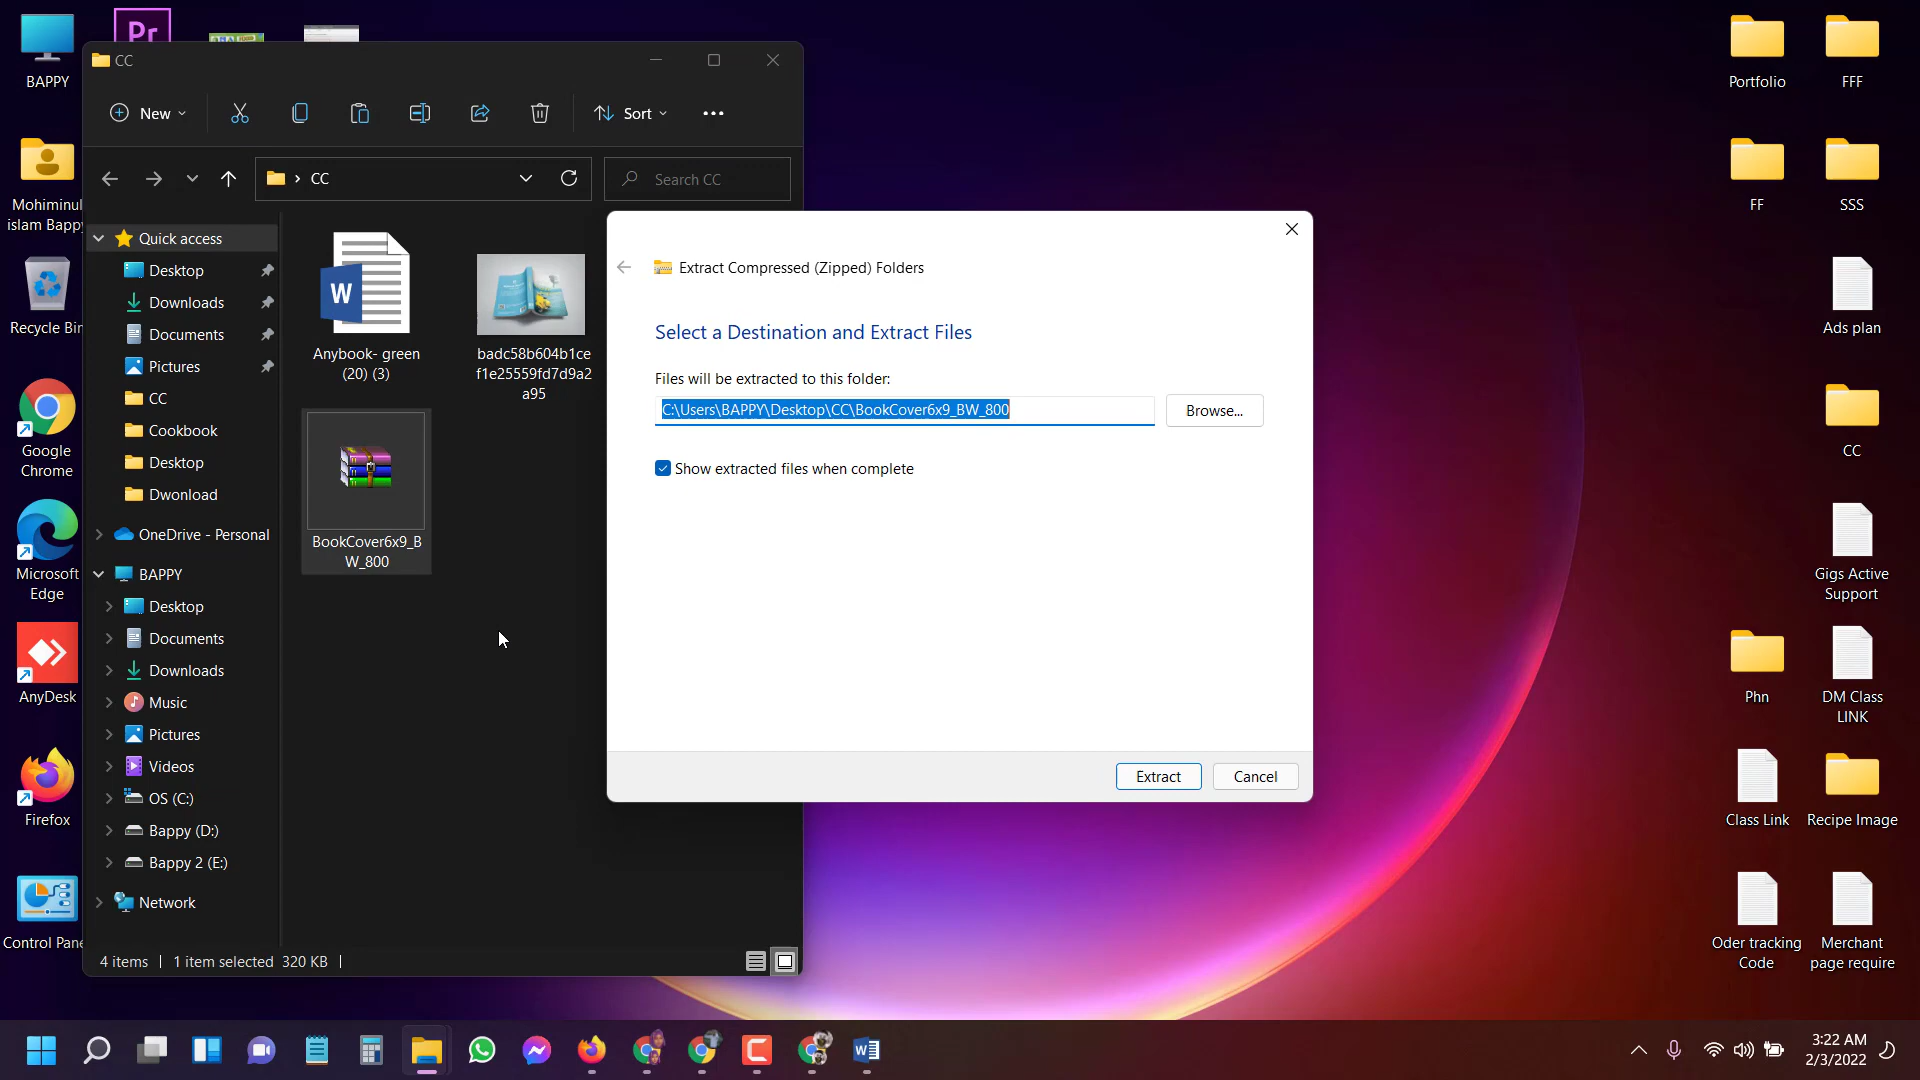 BAPPY
Pr
Mohiminul
islam Bappy
Recycle Bin
Google
Chrome
Microsoft
Edge
AnyDesk
Firefox
Control Pane
CC
New
Sort
CC
Search CC
Quick access
Desktop
Downloads
Documents
Pictures
CC
Cookbook
Desktop
Dwonload
OneDrive - Personal
BAPPY
Desktop
Documents
Downloads
Music
Pictures
Videos
OS (C:)
Bappy (D:)
Bappy 2 (E:)
Network
W
Anybook- green
(20) (3)
badc58b604b1ce
f1e25559fd7d9a2
a95
BookCover6x9_B
W_800
4 items
1 item selected 320 KB
Extract Compressed (Zipped) Folders
Select a Destination and Extract Files
Files will be extracted to this folder:
C:\Users\BAPPY\Desktop\CC\BookCover6x9_BW_800
Browse...
Show extracted files when complete
Extract
Cancel
Portfolio
FFF
FF
SSS
Ads plan
CC
Gigs Active
Support
Phn
DM Class
LINK
Class Link
Recipe Image
Oder tracking
Code
Merchant
page require
3:22 AM
2/3/2022